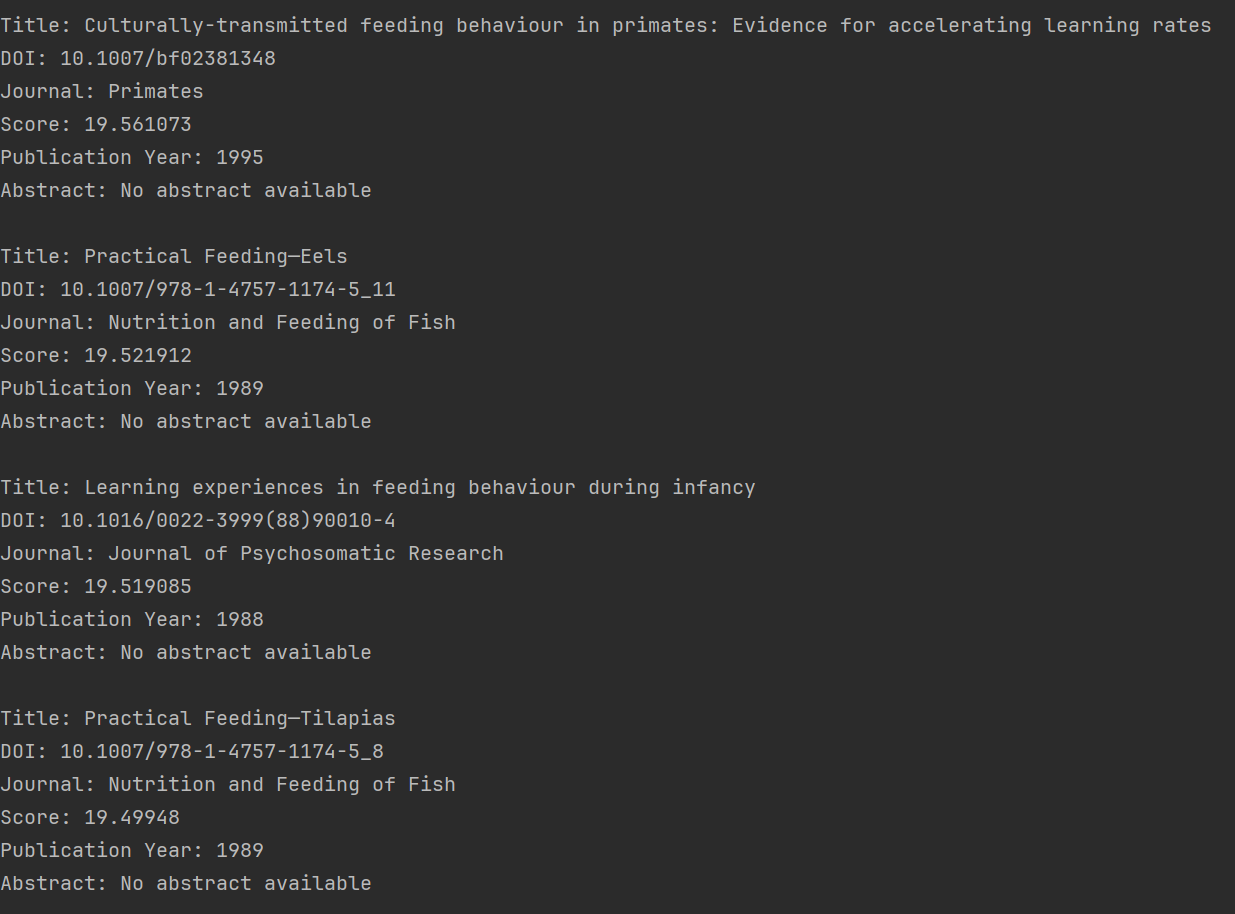 Title: Culturally-transmitted feeding behaviour in primates: Evidence for accelerating learning rates
DOI: 10.1007/bf02381348
Journal: Primates
Score: 19.561073
Publication Year: 1995
Abstract: No abstract available
Title: Practical Feeding—Eels
DOI: 10.1007/978-1-4757-1174-5_11
Journal: Nutrition and Feeding of Fish
Score: 19.521912
Publication Year: 1989
Abstract: No abstract available
Title: Learning experiences in feeding behaviour during infancy
DOI: 10.1016/0022-3999(88)90010-4
Journal: Journal of Psychosomatic Research
Score: 19.519085
Publication Year: 1988
Abstract: No abstract available
Title: Practical Feeding—Tilapias
DOI: 10.1007/978-1-4757-1174-5_8
Journal: Nutrition and Feeding of Fish
Score: 19.49948
Publication Year: 1989
Abstract: No abstract available